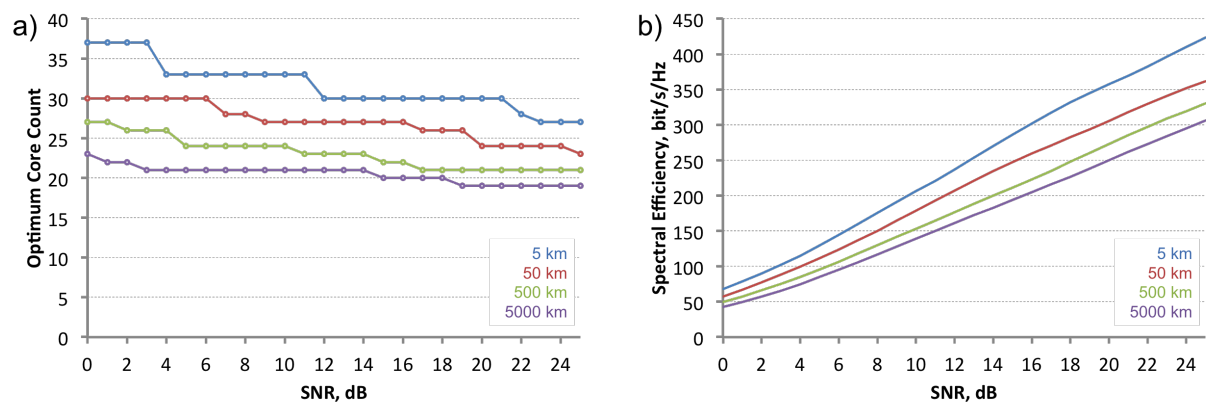 a)
Optimum Core Count
40
35
30
25
20
15
10
5
0
5 km
50 km
500 km
5000 km
0 2 4 6 8 10 12 14 16 18 20 22 24
SNR, dB
b)
Spectral Efficiency, bit/s/Hz
450
400
350
300
250
200
150
100
50
0
5 km
50 km
500 km
5000 km
0 2 4 6 8 10 12 14 16 18 20 22 24
SNR, dB